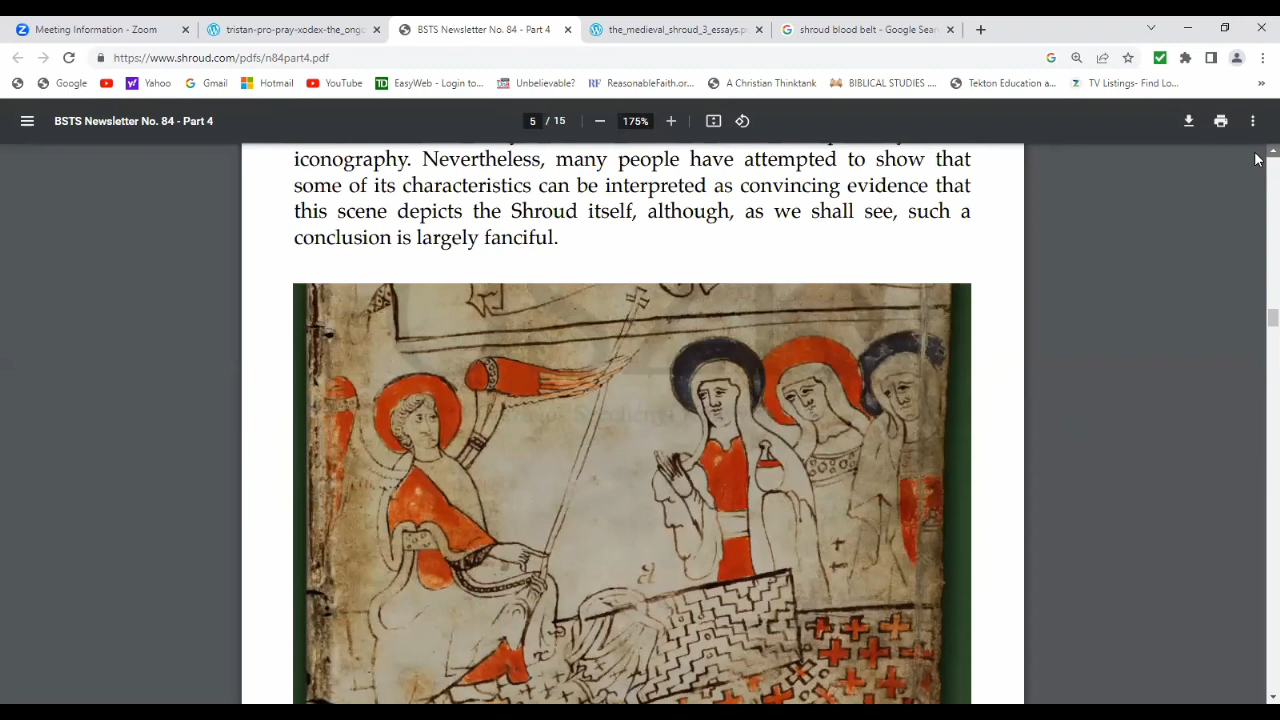 Meeting Information - Zoom
tristan-pro-pray-xodex-the_ong
BSTS Newsletter No. 84 - Part 4
the_medieval_shroud_3_essays.p
shroud blood belt - Google Sear
https://www.shroud.com/pdfs/n84part4.pdf
Google
Yahoo
Gmail
Hotmail
YouTube
EasyWeb - Login to...
Unbelievable?
ReasonableFaith.or...
A Christian Thinktank
BIBLICAL STUDIES ....
Tekton Education a...
TV Listings- Find Lo...
BSTS Newsletter No. 84 - Part 4
5 / 15
175%
iconography. Nevertheless, many people have attempted to show that
some of its characteristics can be interpreted as convincing evidence that
this scene depicts the Shroud itself, although, as we shall see, such a
conclusion is largely fanciful.
a